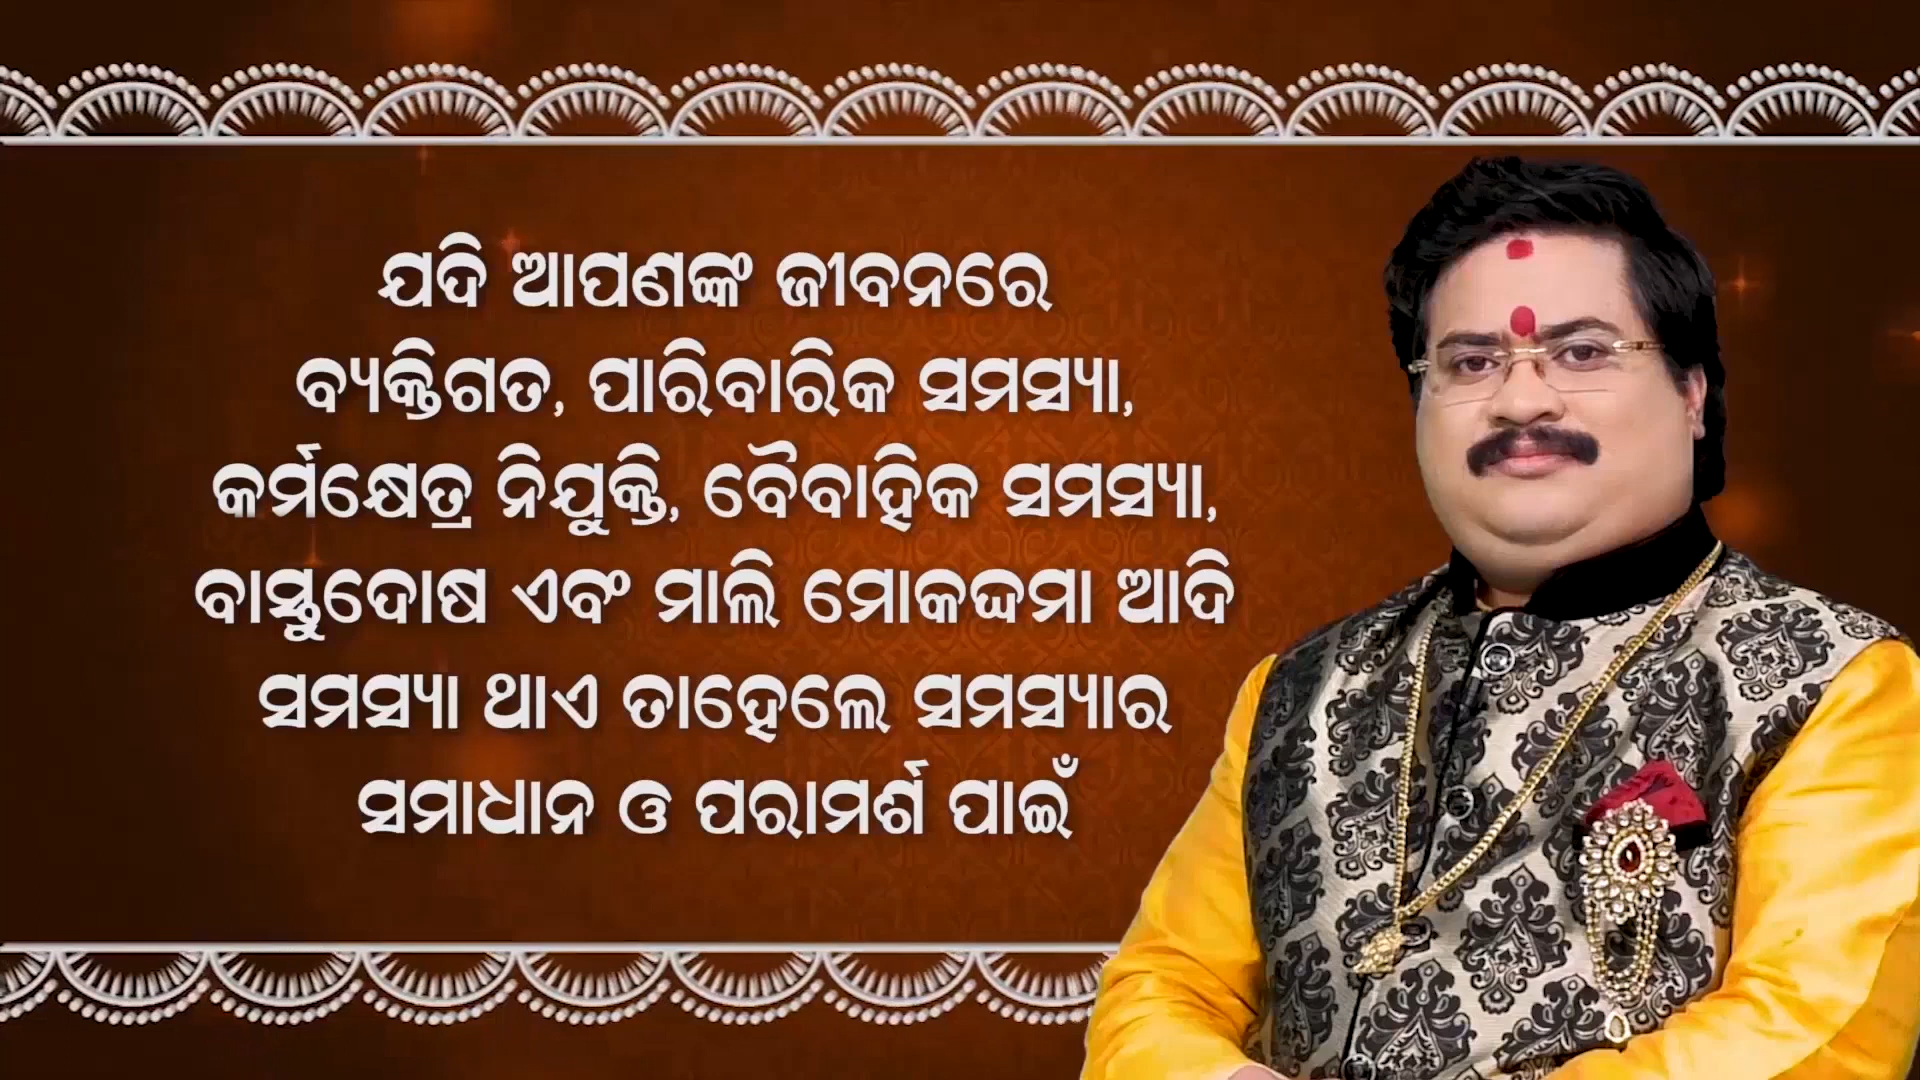 ଯଦି ଆପଣଙ୍କ ଜୀବନରେ
ବ୍ୟକ୍ତିଗତ, ପାରିବାରିକ ସମସ୍ୟା,
କର୍ମକ୍ଷେତ୍ର ନିଯୁକ୍ତି, ବୈବାହିକ ସମସ୍ୟା,
ବାସ୍ତୁଦୋଷ ଏବଂ ମାଲି ମୋକଦ୍ଦମା ଆଦି
ସମସ୍ୟା ଥାଏ ତାହେଲେ ସମସ୍ୟାର
ସମାଧାନ ଓ ପରାମର୍ଶ ପାଇଁ